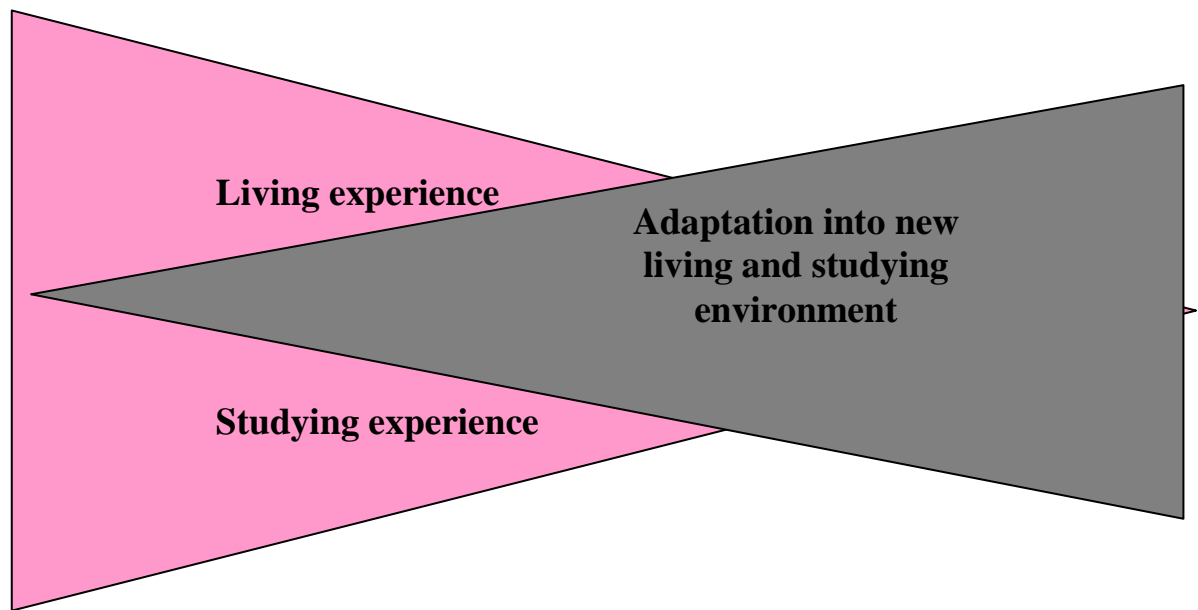 Living experience
Adaptation into new
living and studying
environment
Studying experience